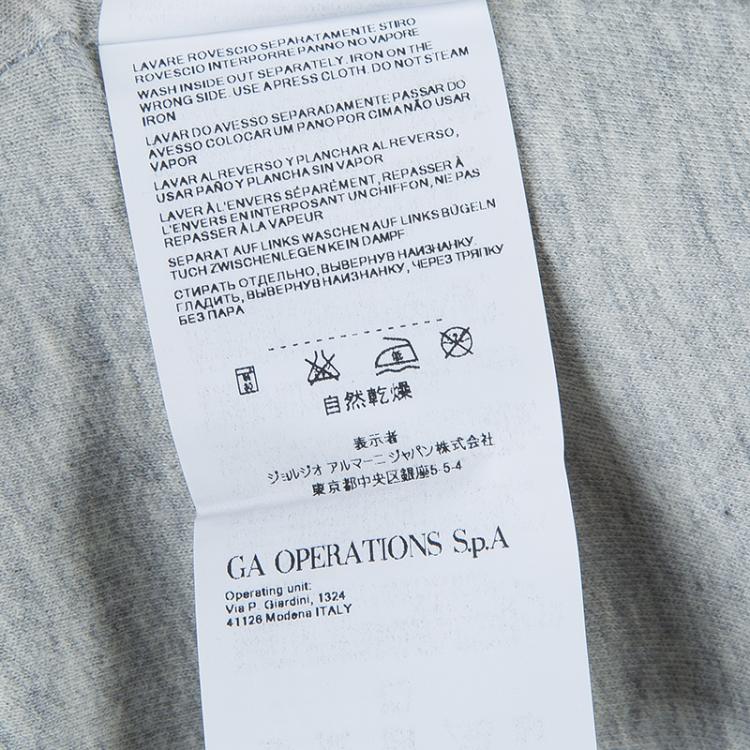 LAVARE ROVESCIO SEPARATAMENTE STIRO
ROVESCIO INTERPORRE PANNO NO VAPORE
WASH INSIDE OUT SEPARATELY. IRON ON THE
WRONG SIDE. USE A PRESS CLOTH. DO NOT STEAM
IRON
LAVAR DO AVESSO SEPARADAMENTE PASSAR DO
AVESSO COLOCAR UM PANO POR CIMA NÃO USAR
VAPOR
LAVAR AL REVERSO Y PLANCHAR AL REVERSO,
USAR PAÑO Y PLANCHA SIN VAPOR
LAVER À L'ENVERS SÉPARÉMENT, REPASSER À
L'ENVERS EN INTERPOSANT UN CHIFFON, NE PAS
REPASSER À LA VAPEUR
SEPARAT AUF LINKS WASCHEN AUF LINKS BÜGELN
TUCH ZWISCHENLEGEN KEIN DAMPF
СТИРАТЬ ОТДЕЛЬНО, ВЫВЕРНУВ НАИЗНАНКУ.
ГЛАДИТЬ, ВЫВЕРНУВ НАИЗНАНКУ, ЧЕРЕЗ ТРЯПКУ
БЕЗ ПАРА
低
自然乾燥
表示者
ジョルジオ アルマーニ ジャパン株式会社
東京都中央区銀座5-5-4
GA OPERATIONS S.p.A
Operating unit:
Via P. Giardini, 1324
41126 Modena ITALY